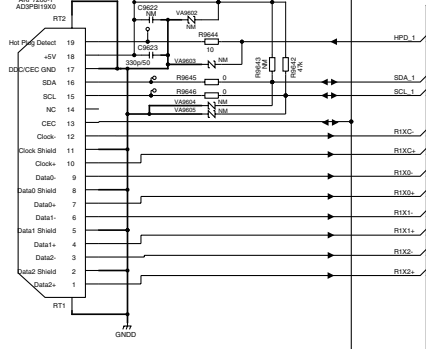 AD3PBI19X0
RT2
C9622
NM
VA9602
Hot Plug Detect 19
R9644
10
HPD_1
+5V 18
C9623
330p/50
VA9603 NM
R9643
NM
R9642
47k
DDC/CEC GND 17
SDA 16
R9645 0
SDA_1
SCL 15
R9646 0
SCL_1
NC 14
VA9604 NM
VA9605 NM
CEC 13
Clock- 12
R1XC-
Clock Shield 11
Clock+ 10
R1XC+
Data0- 9
R1X0-
Data0 Shield 8
Data0+ 7
R1X0+
Data1- 6
R1X1-
Data1 Shield 5
Data1+ 4
R1X1+
Data2- 3
R1X2-
Data2 Shield 2
Data2+ 1
R1X2+
RT1
GNDD